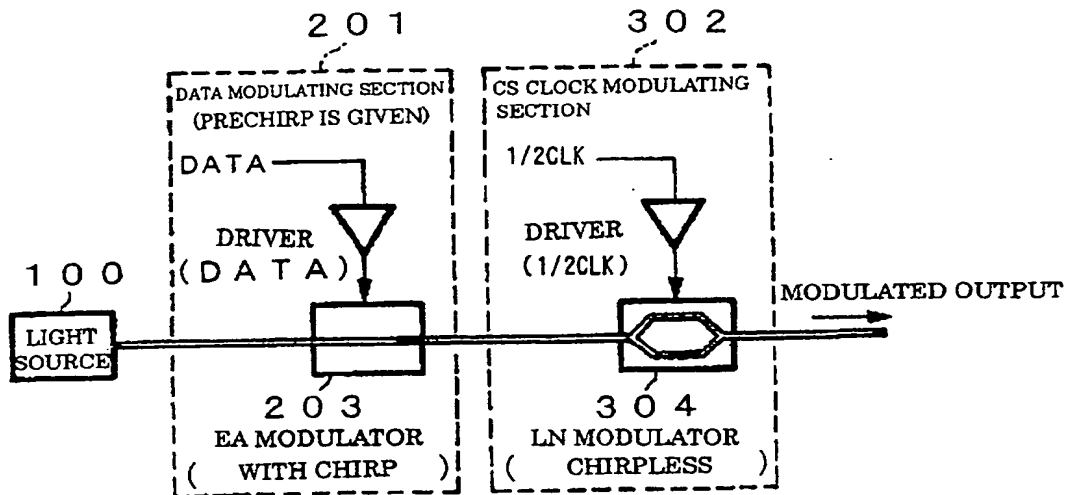 201
302
DATA MODULATING SECTION
(PRECHIRP IS GIVEN)
DATA
DRIVER
(DATA)
CS CLOCK MODULATING
SECTION
1/2CLK
DRIVER
(1/2CLK)
100
LIGHT
SOURCE
MODULATED OUTPUT
203
EA MODULATOR
( WITH CHIRP )
304
LN MODULATOR
( CHIRPLESS )